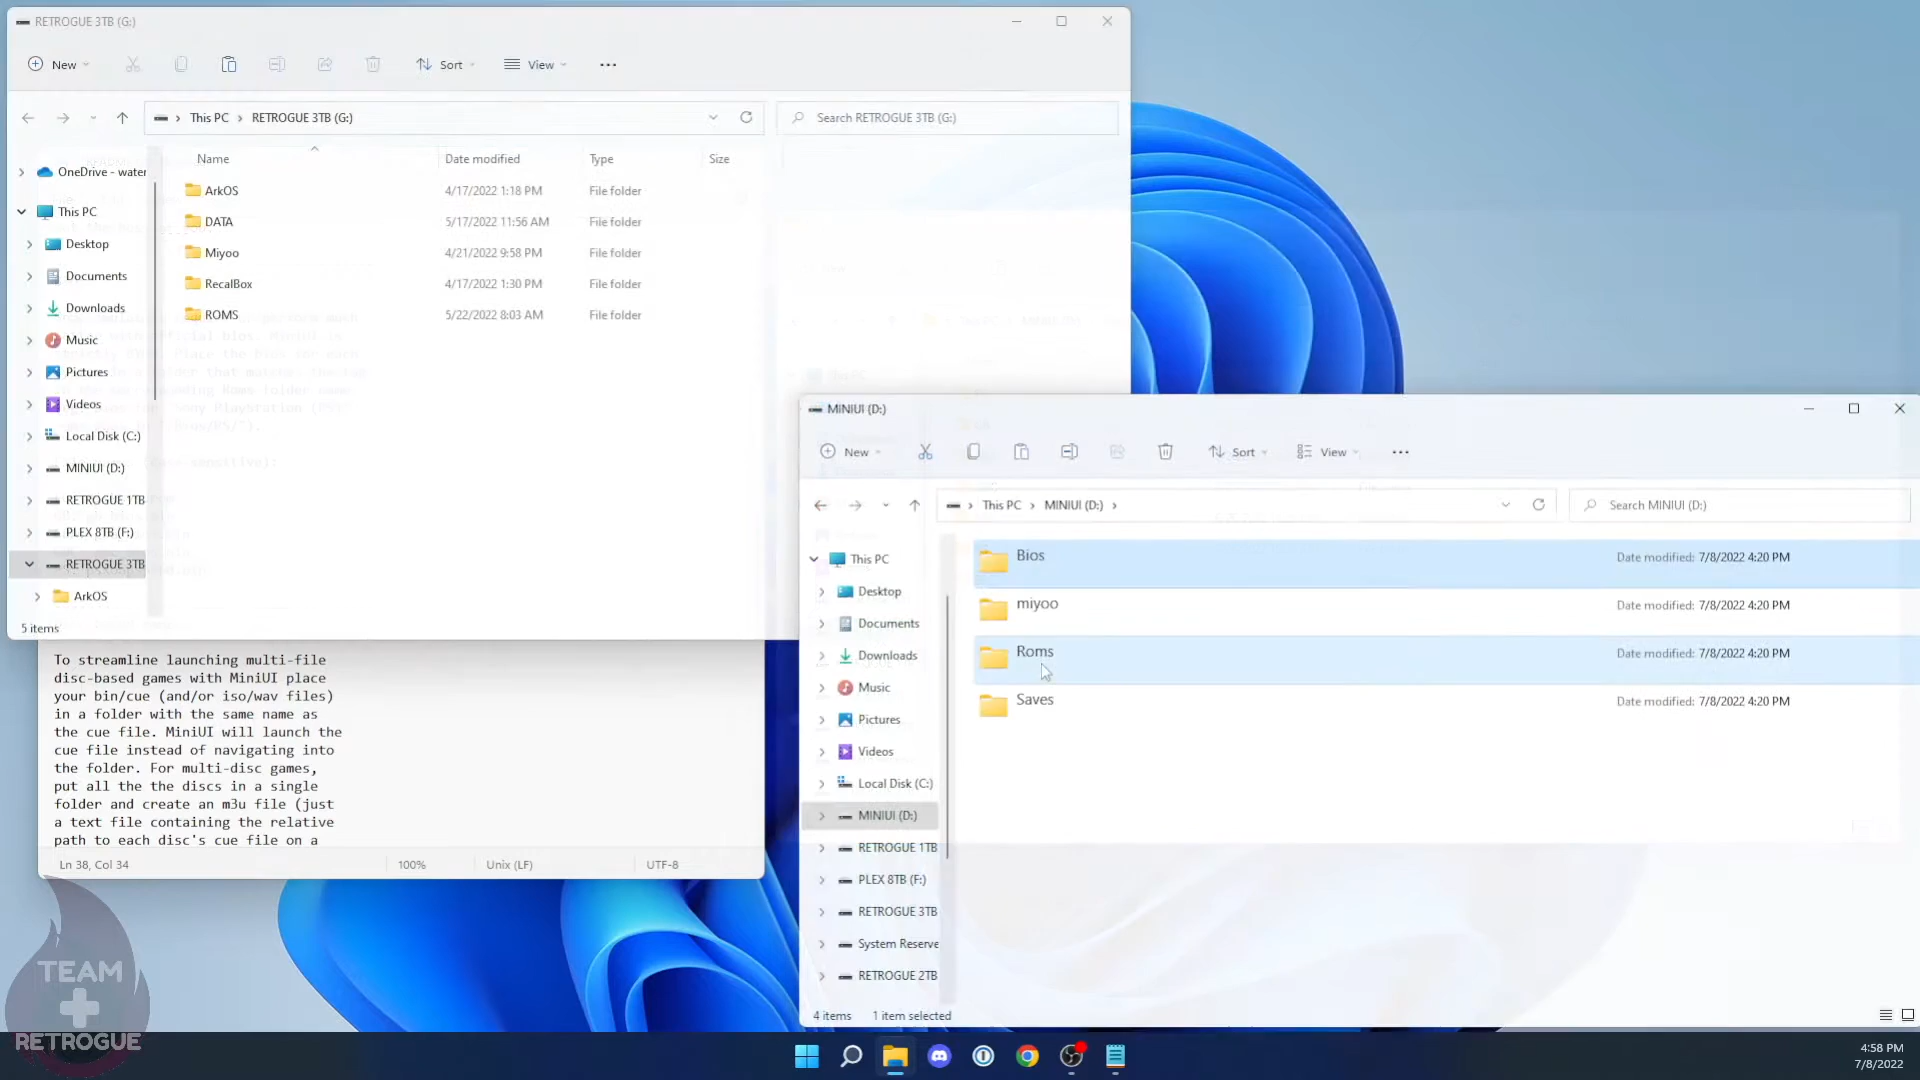 RETROGUE 3TB (G:)
New
Sort
View
This PC
RETROGUE 3TB (G:)
Search RETROGUE 3TB (G:)
Name
Date modified
Type
Size
OneDrive - water
This PC
Desktop
Documents
Downloads
Music
Pictures
Videos
Local Disk (C:)
MINIUI (D:)
RETROGUE 1TB
PLEX 8TB (F:)
RETROGUE 3TB
ArkOS
ArkOS 4/17/2022 1:18 PM File folder
DATA 5/17/2022 11:56 AM File folder
Miyoo 4/21/2022 9:58 PM File folder
RecalBox 4/17/2022 1:30 PM File folder
ROMS 5/22/2022 8:03 AM File folder
5 items
To streamline launching multi-file
disc-based games with MiniUI place
your bin/cue (and/or iso/wav files)
in a folder with the same name as
the cue file. MiniUI will launch the
cue file instead of navigating into
the folder. For multi-disc games,
put all the the discs in a single
folder and create an m3u file (just
a text file containing the relative
path to each disc's cue file on a
Ln 38, Col 34
100%
Unix (LF)
UTF-8
MINIUI (D:)
New
Sort
View
This PC
MINIUI (D:)
Search MINIUI (D:)
This PC
Desktop
Documents
Downloads
Music
Pictures
Videos
Local Disk (C:)
MINIUI (D:)
RETROGUE 1TB
PLEX 8TB (F:)
RETROGUE 3TB
System Reserve
RETROGUE 2TB
Bios Date modified: 7/8/2022 4:20 PM
miyoo Date modified: 7/8/2022 4:20 PM
Roms Date modified: 7/8/2022 4:20 PM
Saves Date modified: 7/8/2022 4:20 PM
4 items
1 item selected
TEAM
RETROGUE
4:58 PM
7/8/2022